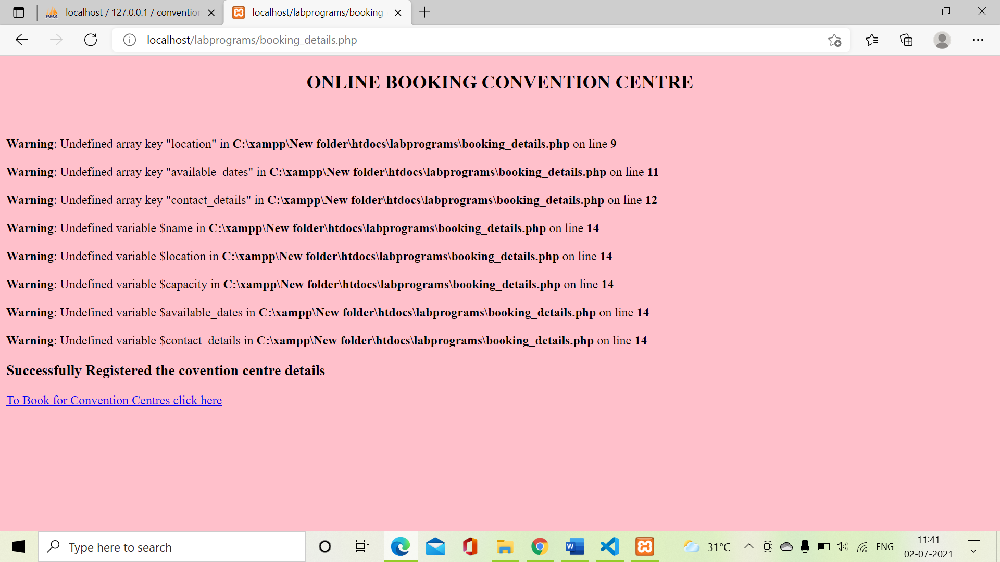 localhost / 127.0.0.1 / convention
localhost/labprograms/booking_
localhost/labprograms/booking_details.php
ONLINE BOOKING CONVENTION CENTRE
Warning: Undefined array key "location" in C:\xampp\New folder\htdocs\labprograms\booking_details.php on line 9
Warning: Undefined array key "available_dates" in C:\xampp\New folder\htdocs\labprograms\booking_details.php on line 11
Warning: Undefined array key "contact_details" in C:\xampp\New folder\htdocs\labprograms\booking_details.php on line 12
Warning: Undefined variable $name in C:\xampp\New folder\htdocs\labprograms\booking_details.php on line 14
Warning: Undefined variable $location in C:\xampp\New folder\htdocs\labprograms\booking_details.php on line 14
Warning: Undefined variable $capacity in C:\xampp\New folder\htdocs\labprograms\booking_details.php on line 14
Warning: Undefined variable $available_dates in C:\xampp\New folder\htdocs\labprograms\booking_details.php on line 14
Warning: Undefined variable $contact_details in C:\xampp\New folder\htdocs\labprograms\booking_details.php on line 14
Successfully Registered the covention centre details
To Book for Convention Centres click here
Type here to search
31°C
ENG
11:41
02-07-2021